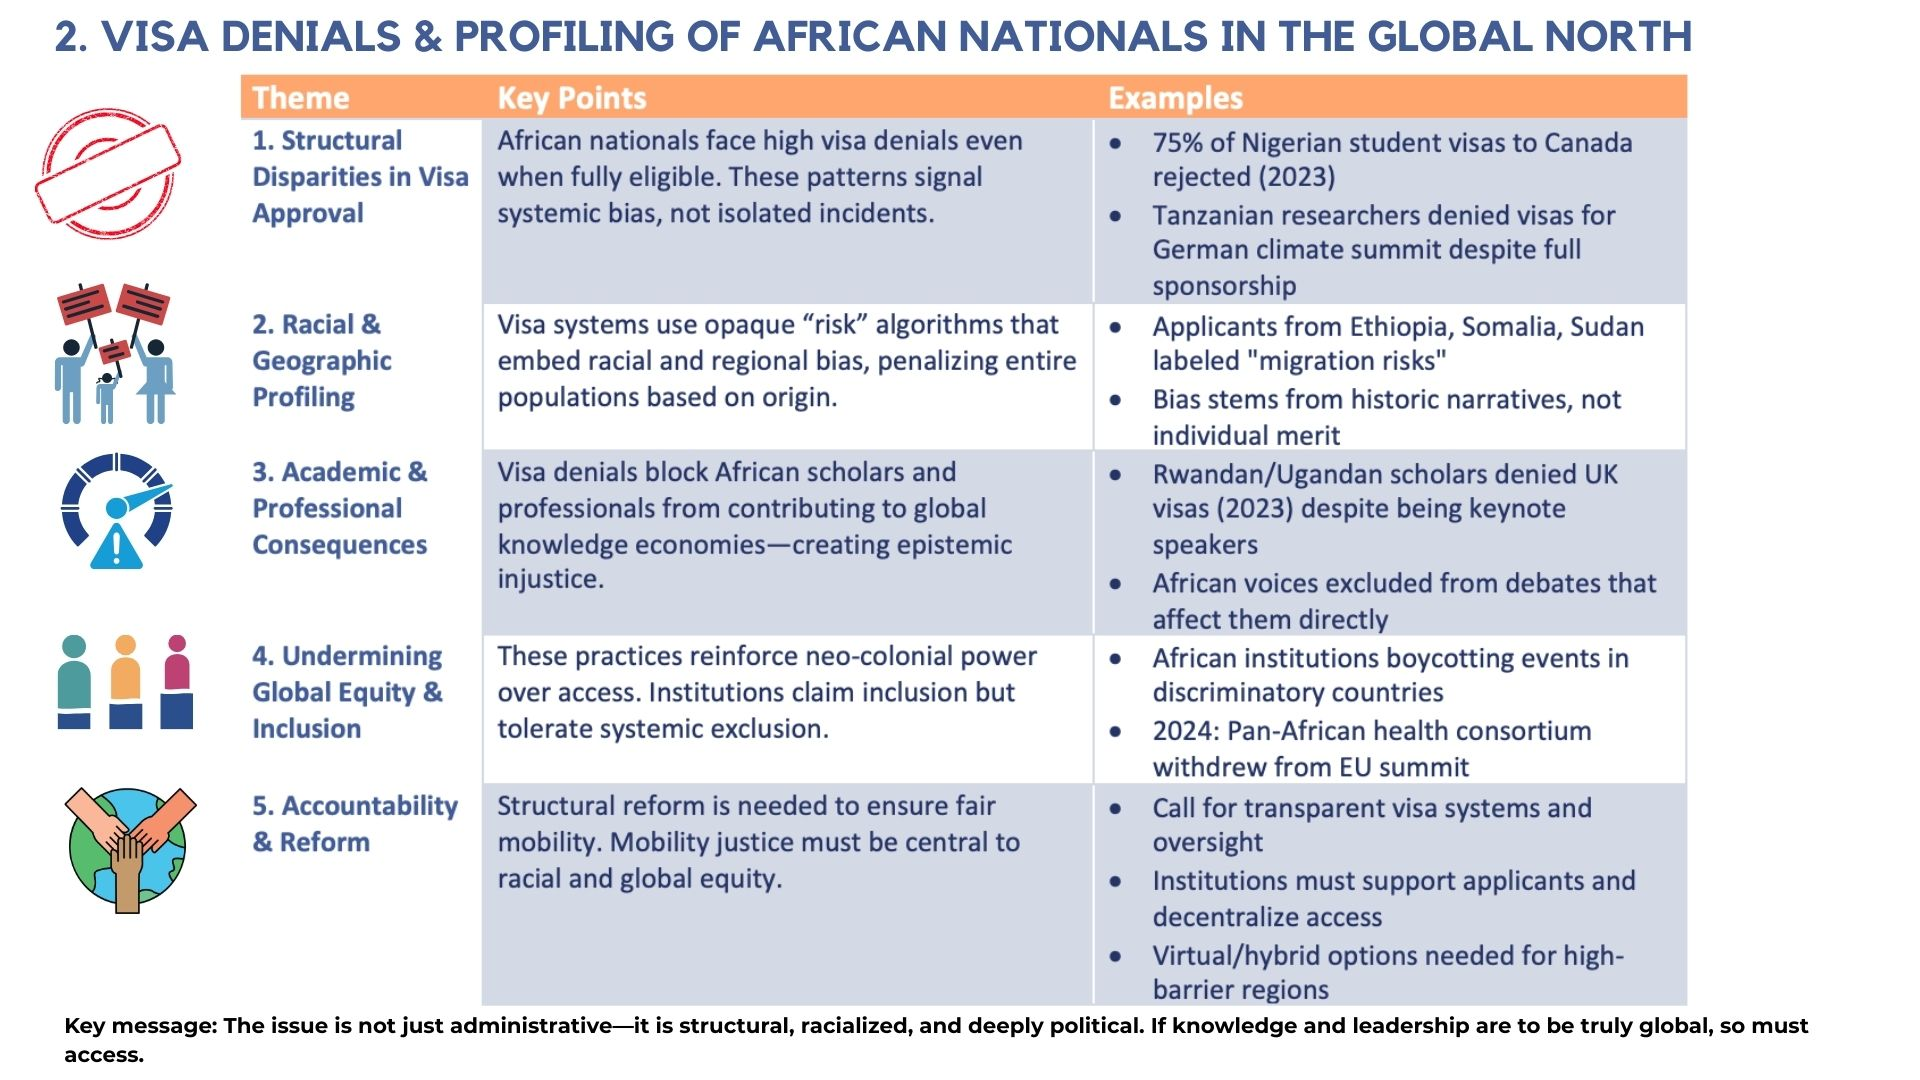 2. VISA DENIALS & PROFILING OF AFRICAN NATIONALS IN THE GLOBAL NORTH
Theme
Key Points
Examples
1. Structural
Disparities in Visa
Approval
African nationals face high visa denials even
when fully eligible. These patterns signal
systemic bias, not isolated incidents.
• 75% of Nigerian student visas to Canada
rejected (2023)
• Tanzanian researchers denied visas for
German climate summit despite full
sponsorship
2. Racial &
Geographic
Profiling
Visa systems use opaque “risk” algorithms that
embed racial and regional bias, penalizing entire
populations based on origin.
• Applicants from Ethiopia, Somalia, Sudan
labeled "migration risks"
• Bias stems from historic narratives, not
individual merit
3. Academic &
Professional
Consequences
Visa denials block African scholars and
professionals from contributing to global
knowledge economies—creating epistemic
injustice.
• Rwandan/Ugandan scholars denied UK
visas (2023) despite being keynote
speakers
• African voices excluded from debates that
affect them directly
4. Undermining
Global Equity &
Inclusion
These practices reinforce neo-colonial power
over access. Institutions claim inclusion but
tolerate systemic exclusion.
• African institutions boycotting events in
discriminatory countries
• 2024: Pan-African health consortium
withdrew from EU summit
5. Accountability
& Reform
Structural reform is needed to ensure fair
mobility. Mobility justice must be central to
racial and global equity.
• Call for transparent visa systems and
oversight
• Institutions must support applicants and
decentralize access
• Virtual/hybrid options needed for high-
barrier regions
Key message: The issue is not just administrative—it is structural, racialized, and deeply political. If knowledge and leadership are to be truly global, so must
access.